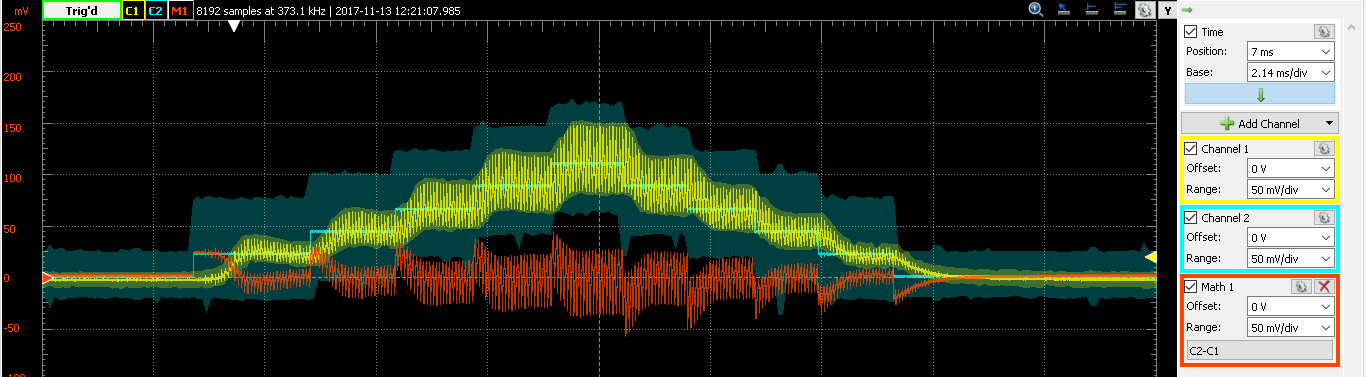 mV Trig'd C1 C2 M1 8192 samples at 373.1 kHz | 2017-11-13 12:21:07.985 Y
250
200
150
100
50
0
-50
-100
Time
Position: 7 ms
Base: 2.14 ms/div
Add Channel
Channel 1
Offset: 0 V
Range: 50 mV/div
Channel 2
Offset: 0 V
Range: 50 mV/div
Math 1
Offset: 0 V
Range: 50 mV/div
C2-C1